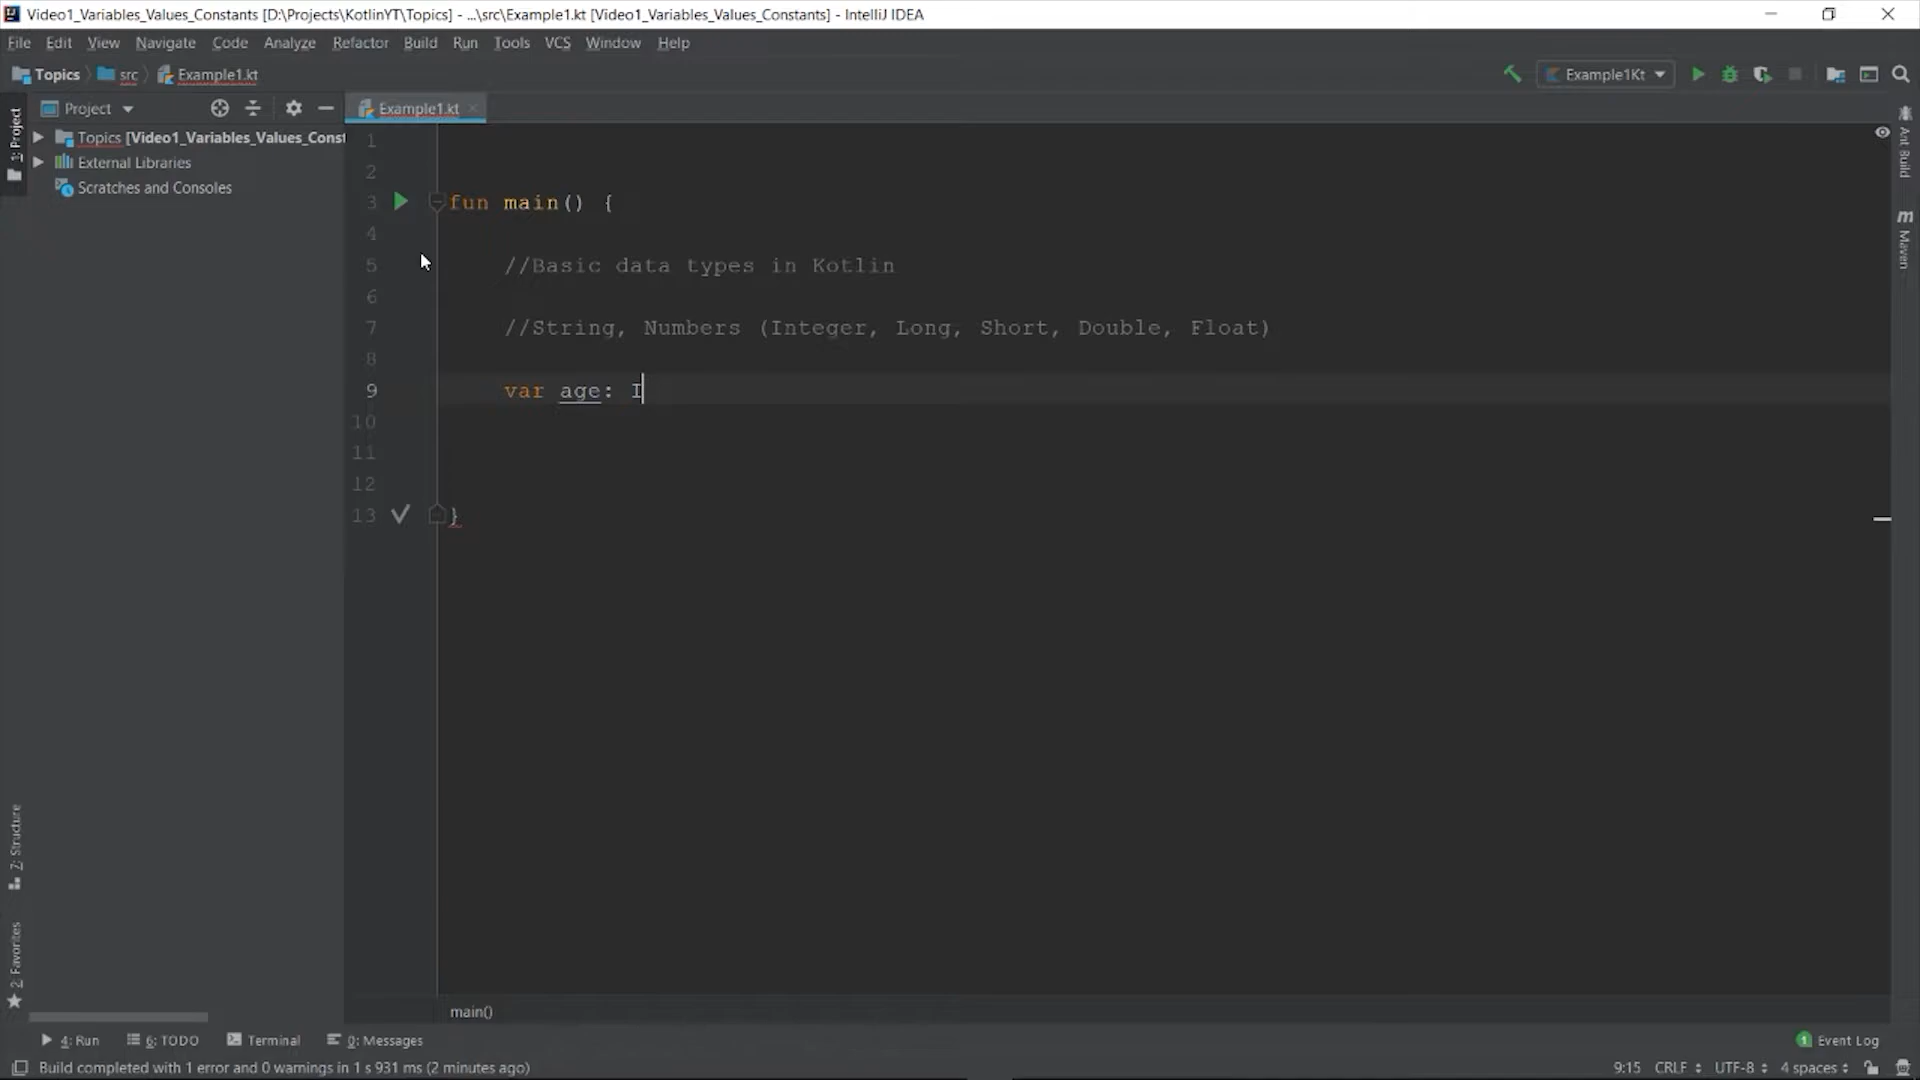 Video1_Variables_Values_Constants [D:\Projects\KotlinYT\Topics] - ...\src\Example1.kt [Video1_Variables_Values_Constants] - IntelliJ IDEA
File Edit View Navigate Code Analyze Refactor Build Run Tools VCS Window Help
Topics src Example1.kt
Example1Kt
Project
Example1.kt
1: Project
Topics [Video1_Variables_Values_Const
External Libraries
Scratches and Consoles
Ant Build
m Maven
1
2
3 fun main() {
4
5 //Basic data types in Kotlin
6
7 //String, Numbers (Integer, Long, Short, Double, Float)
8
9 var age: I
10
11
12
13 }
Z: Structure
2: Favorites
main()
4: Run 6: TODO Terminal 0: Messages
1 Event Log
Build completed with 1 error and 0 warnings in 1 s 931 ms (2 minutes ago)
9:15 CRLF UTF-8 4 spaces